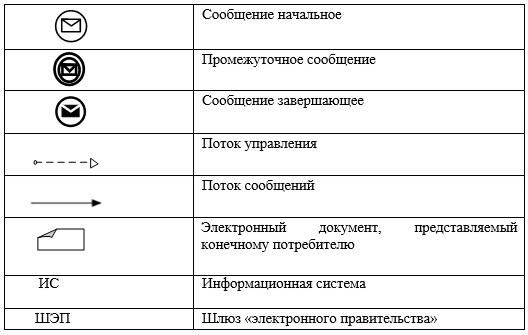 Сообщение начальное
Промежуточное сообщение
Сообщение завершающее
Поток управления
Поток сообщений
Электронный документ, представляемый
конечному потребителю
ИС Информационная система
ШЭП Шлюз «электронного правительства»